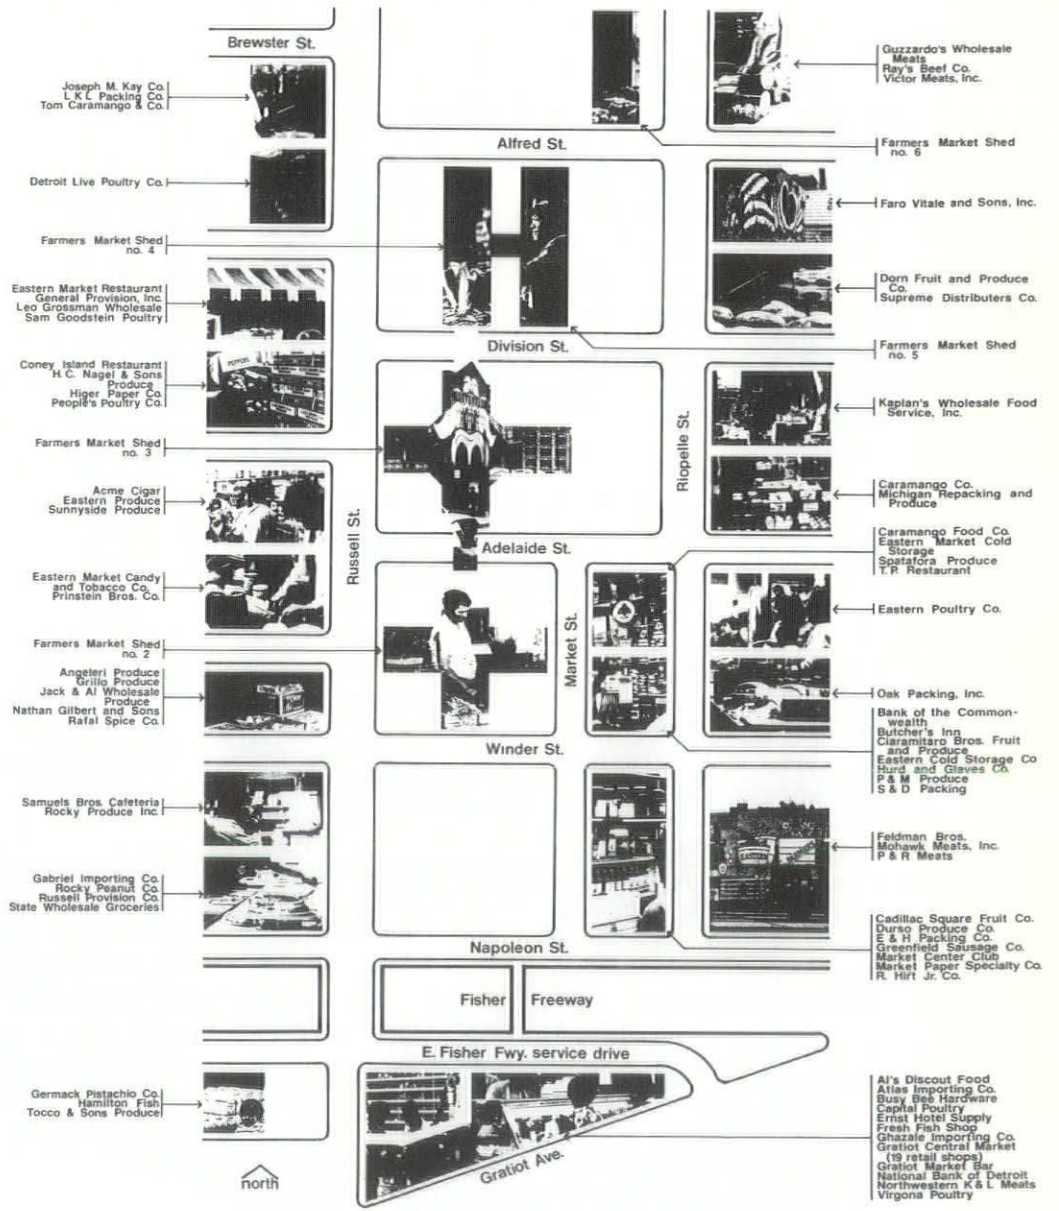 Brewster St.
Joseph M. Kay Co.
L K L Packing Co.
Tom Caramango & Co.
Guzzardo's Wholesale
Meats
Ray's Beef Co.
Victor Meats, Inc.
Alfred St.
Farmers Market Shed
no. 6
Detroit Live Poultry Co.
Faro Vitale and Sons, Inc.
Farmers Market Shed
no. 4
Eastern Market Restaurant
General Provision, Inc.
Leo Grossman Wholesale
Sam Goodstein Poultry
Dorn Fruit and Produce
Co.
Supreme Distributers Co.
Division St.
Farmers Market Shed
no. 5
Coney Island Restaurant
H.C. Nagel & Sons
Produce
Higer Paper Co.
People's Poultry Co.
PEPPERS
Kaplan's Wholesale Food
Service, Inc.
Farmers Market Shed
no. 3
Riopelle St.
Acme Cigar
Eastern Produce
Sunnyside Produce
Caramango Co.
Michigan Repacking and
Produce
Russell St.
Adelaide St.
Caramango Food Co.
Eastern Market Cold
Storage
Spatafora Produce
T.P. Restaurant
Eastern Market Candy
and Tobacco Co.
Prinstein Bros. Co.
Eastern Poultry Co.
Farmers Market Shed
no. 2
Market St.
Angeleri Produce
Grillo Produce
Jack & Al Wholesale
Produce
Nathan Gilbert and Sons
Rafal Spice Co.
Oak Packing, Inc.
Winder St.
Bank of the Common-
wealth
Butcher's Inn
Ciaramitaro Bros. Fruit
and Produce
Eastern Cold Storage Co
Hurd and Glaves Co.
P & M Produce
S & D Packing
Samuels Bros. Cafeteria
Rocky Produce Inc.
Feldman Bros.
Mohawk Meats, Inc.
P & R Meats
Gabriel Importing Co.
Rocky Peanut Co.
Russell Provision Co.
State Wholesale Groceries
Napoleon St.
Cadillac Square Fruit Co.
Durso Produce Co.
E & H Packing Co.
Greenfield Sausage Co.
Market Center Club
Market Paper Specialty Co.
R. Hirt Jr. Co.
Fisher Freeway
E. Fisher Fwy. service drive
Germack Pistachio Co.
Hamilton Fish
Tocco & Sons Produce
Gratiot Ave.
Al's Discout Food
Atlas Importing Co.
Busy Bee Hardware
Capital Poultry
Ernst Hotel Supply
Fresh Fish Shop
Ghazale Importing Co.
Gratiot Central Market
(19 retail shops)
Gratiot Market Bar
National Bank of Detroit
Northwestern K & L Meats
Virgona Poultry
north